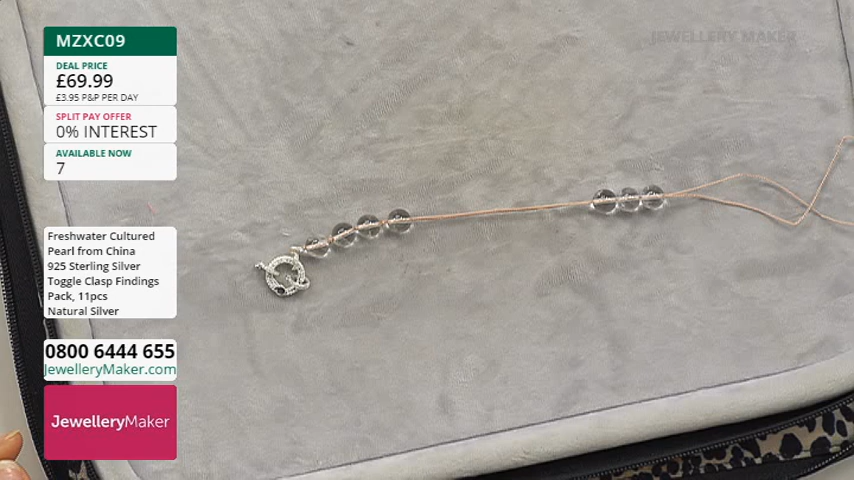 JEWELLERY MAKER
MZXC09
DEAL PRICE
£69.99
£3.95 P&P PER DAY
SPLIT PAY OFFER
0% INTEREST
AVAILABLE NOW
7
Freshwater Cultured
Pearl from China
925 Sterling Silver
Toggle Clasp Findings
Pack, 11pcs
Natural Silver
0800 6444 655
JewelleryMaker.com
JewelleryMaker